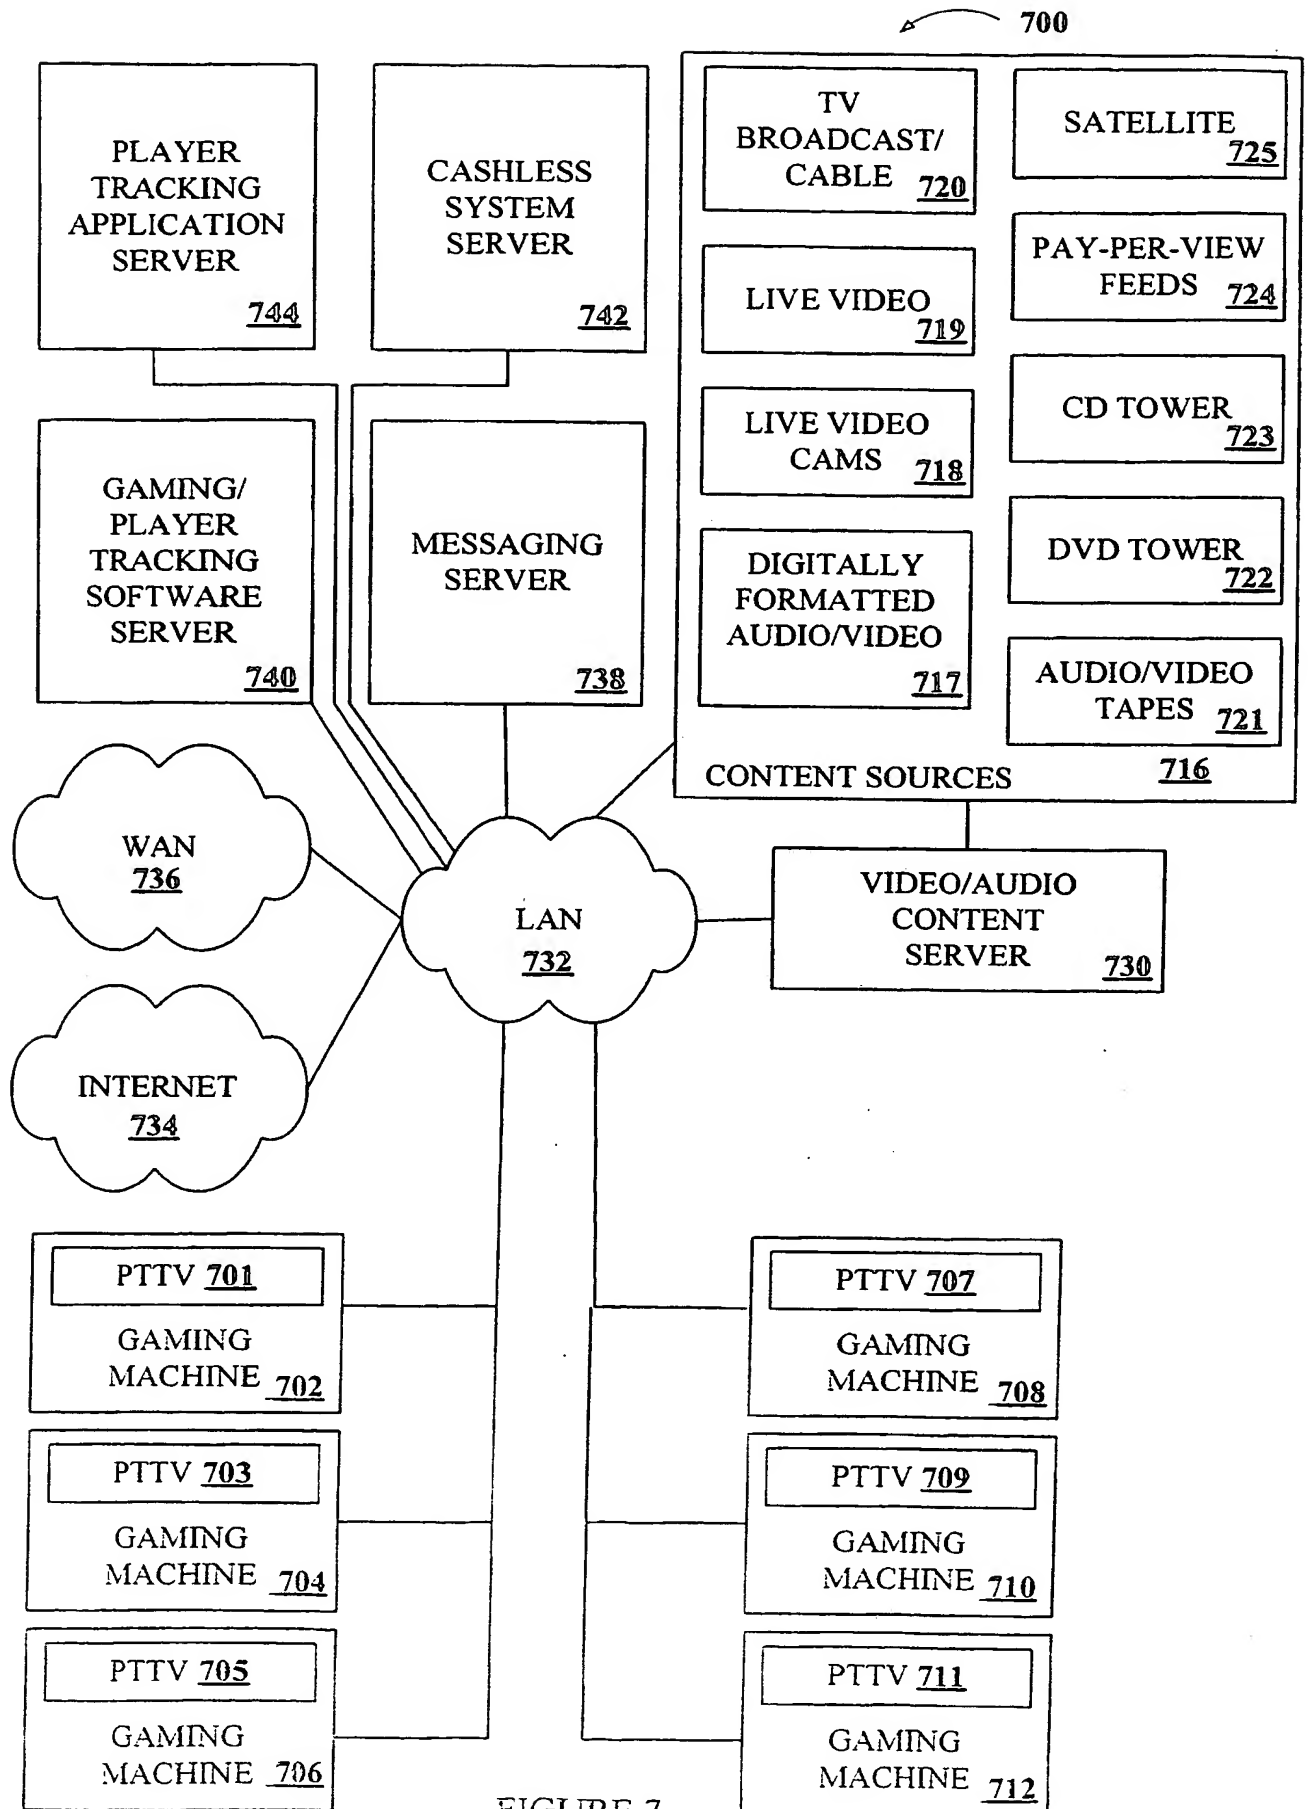 700
PLAYER
TRACKING
APPLICATION
SERVER
744
CASHLESS
SYSTEM
SERVER
742
TV
BROADCAST/
CABLE 720
SATELLITE
725
LIVE VIDEO
719
PAY-PER-VIEW
FEEDS 724
LIVE VIDEO
CAMS 718
CD TOWER
723
DIGITALLY
FORMATTED
AUDIO/VIDEO
717
DVD TOWER
722
AUDIO/VIDEO
TAPES 721
CONTENT SOURCES 716
GAMING/
PLAYER
TRACKING
SOFTWARE
SERVER
740
MESSAGING
SERVER
738
WAN
736
LAN
732
VIDEO/AUDIO
CONTENT
SERVER 730
INTERNET
734
PTTV 701
GAMING
MACHINE 702
PTTV 707
GAMING
MACHINE 708
PTTV 703
GAMING
MACHINE 704
PTTV 709
GAMING
MACHINE 710
PTTV 705
GAMING
MACHINE 706
PTTV 711
GAMING
MACHINE 712
FIGURE 7